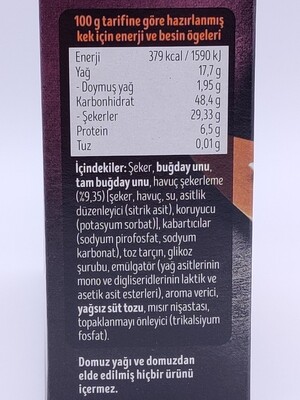 100 g tarifine göre hazırlanmış
kek için enerji ve besin ögeleri
Enerji 379 kcal / 1590 kJ
Yağ 17,7 g
- Doymuş yağ 1,95 g
Karbonhidrat 48,4 g
- Şekerler 29,33 g
Protein 6,5 g
Tuz 0,01 g
İçindekiler: Şeker, buğday unu,
tam buğday unu, havuç şekerleme
(%9,35) [şeker, havuç, su, asitlik
düzenleyici (sitrik asit), koruyucu
(potasyum sorbat)], kabartıcılar
(sodyum pirofosfat, sodyum
karbonat), toz tarçın, glikoz
şurubu, emülgatör (yağ asitlerinin
mono ve digliseridlerinin laktik ve
asetik asit esterleri), aroma verici,
yağsız süt tozu, mısır nişastası,
topaklanmayı önleyici (trikalsiyum
fosfat).
Domuz yağı ve domuzdan
elde edilmiş hiçbir ürünü
içermez.